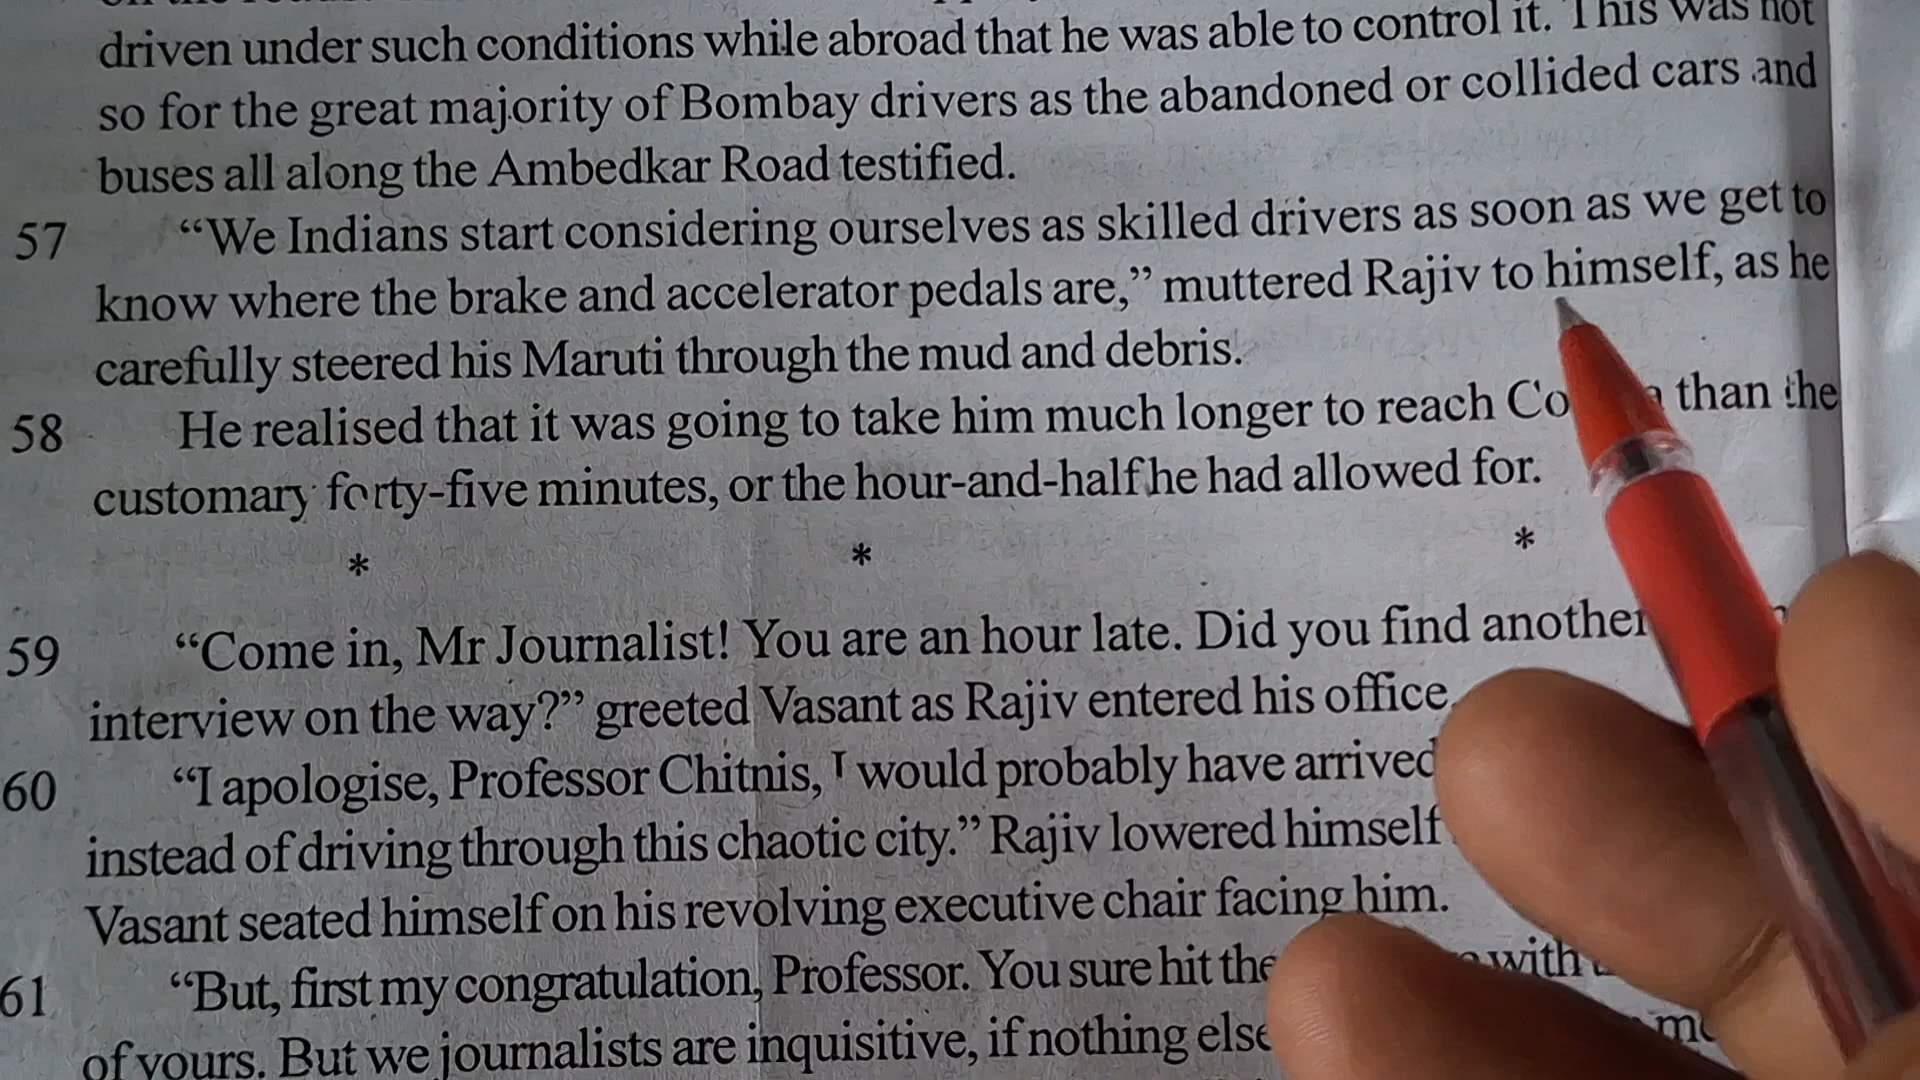 driven under such conditions while abroad that he was able to control it. This was not
so for the great majority of Bombay drivers as the abandoned or collided cars and
buses all along the Ambedkar Road testified.
57 “We Indians start considering ourselves as skilled drivers as soon as we get to
know where the brake and accelerator pedals are,” muttered Rajiv to himself, as he
carefully steered his Maruti through the mud and debris.
58 He realised that it was going to take him much longer to reach than the
customary forty-five minutes, or the hour-and-half he had allowed for.
* * *
59 “Come in, Mr Journalist! You are an hour late. Did you find another
interview on the way?” greeted Vasant as Rajiv entered his office.
60 “I apologise, Professor Chitnis, I would probably have arrived
instead of driving through this chaotic city.” Rajiv lowered himself
Vasant seated himself on his revolving executive chair facing him.
61 “But, first my congratulation, Professor. You sure hit the with
of yours. But we journalists are inquisitive, if nothing else